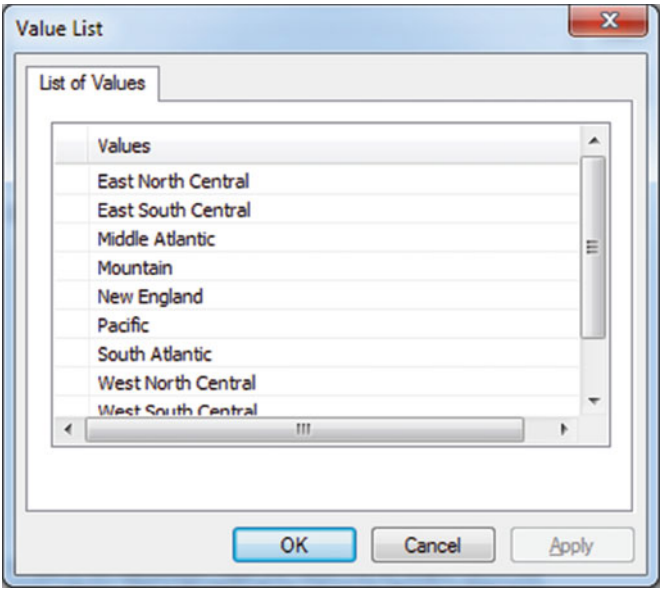 Value List
List of Values
Values
East North Central
East South Central
Middle Atlantic
Mountain
New England
Pacific
South Atlantic
West North Central
West South Central
OK
Cancel
Apply